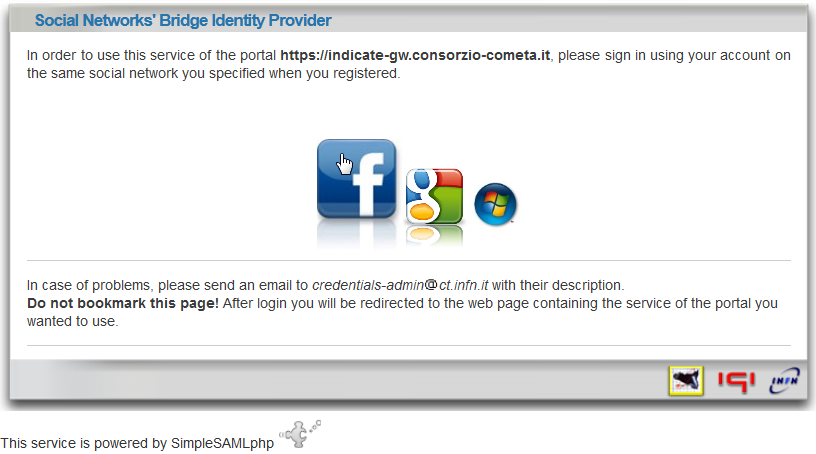 Social Networks' Bridge Identity Provider
In order to use this service of the portal https://indicate-gw.consorzio-cometa.it, please sign in using your account on
the same social network you specified when you registered.
f
g
In case of problems, please send an email to credentials-admin@ct.infn.it with their description.
Do not bookmark this page! After login you will be redirected to the web page containing the service of the portal you
wanted to use.
IGI
INFN
This service is powered by SimpleSAMLphp